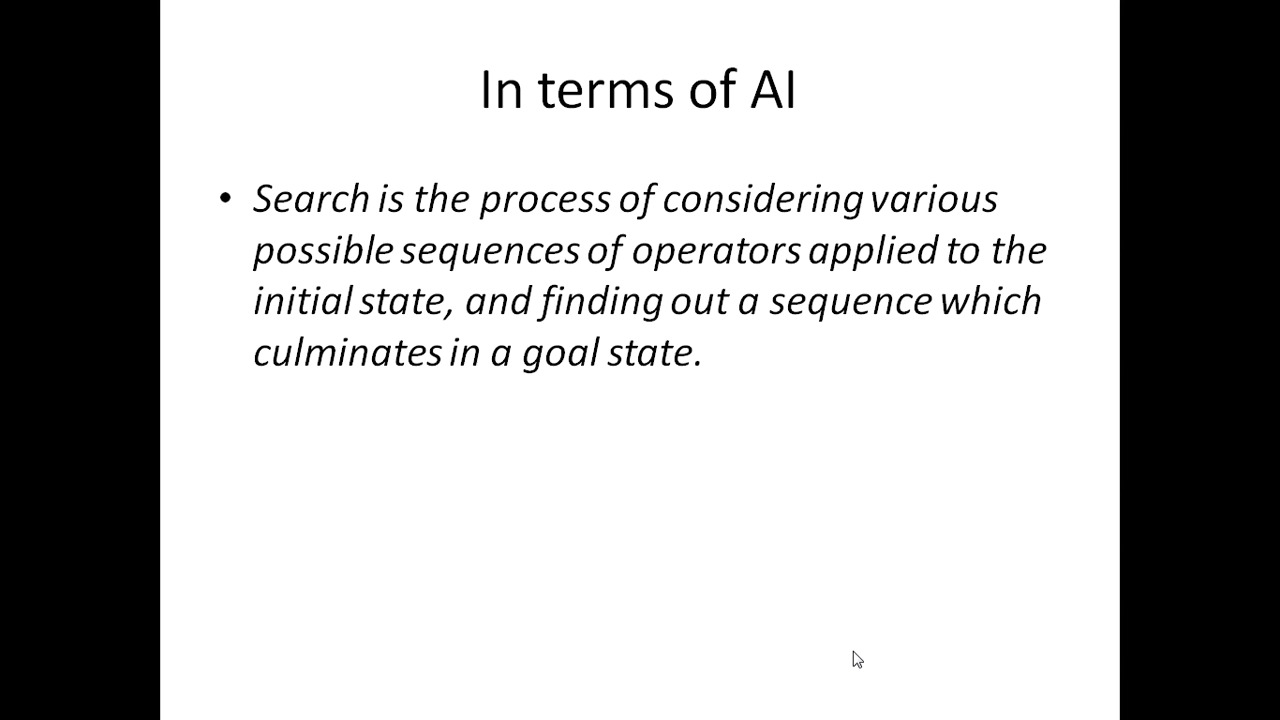 In terms of AI
• Search is the process of considering various
possible sequences of operators applied to the
initial state, and finding out a sequence which
culminates in a goal state.